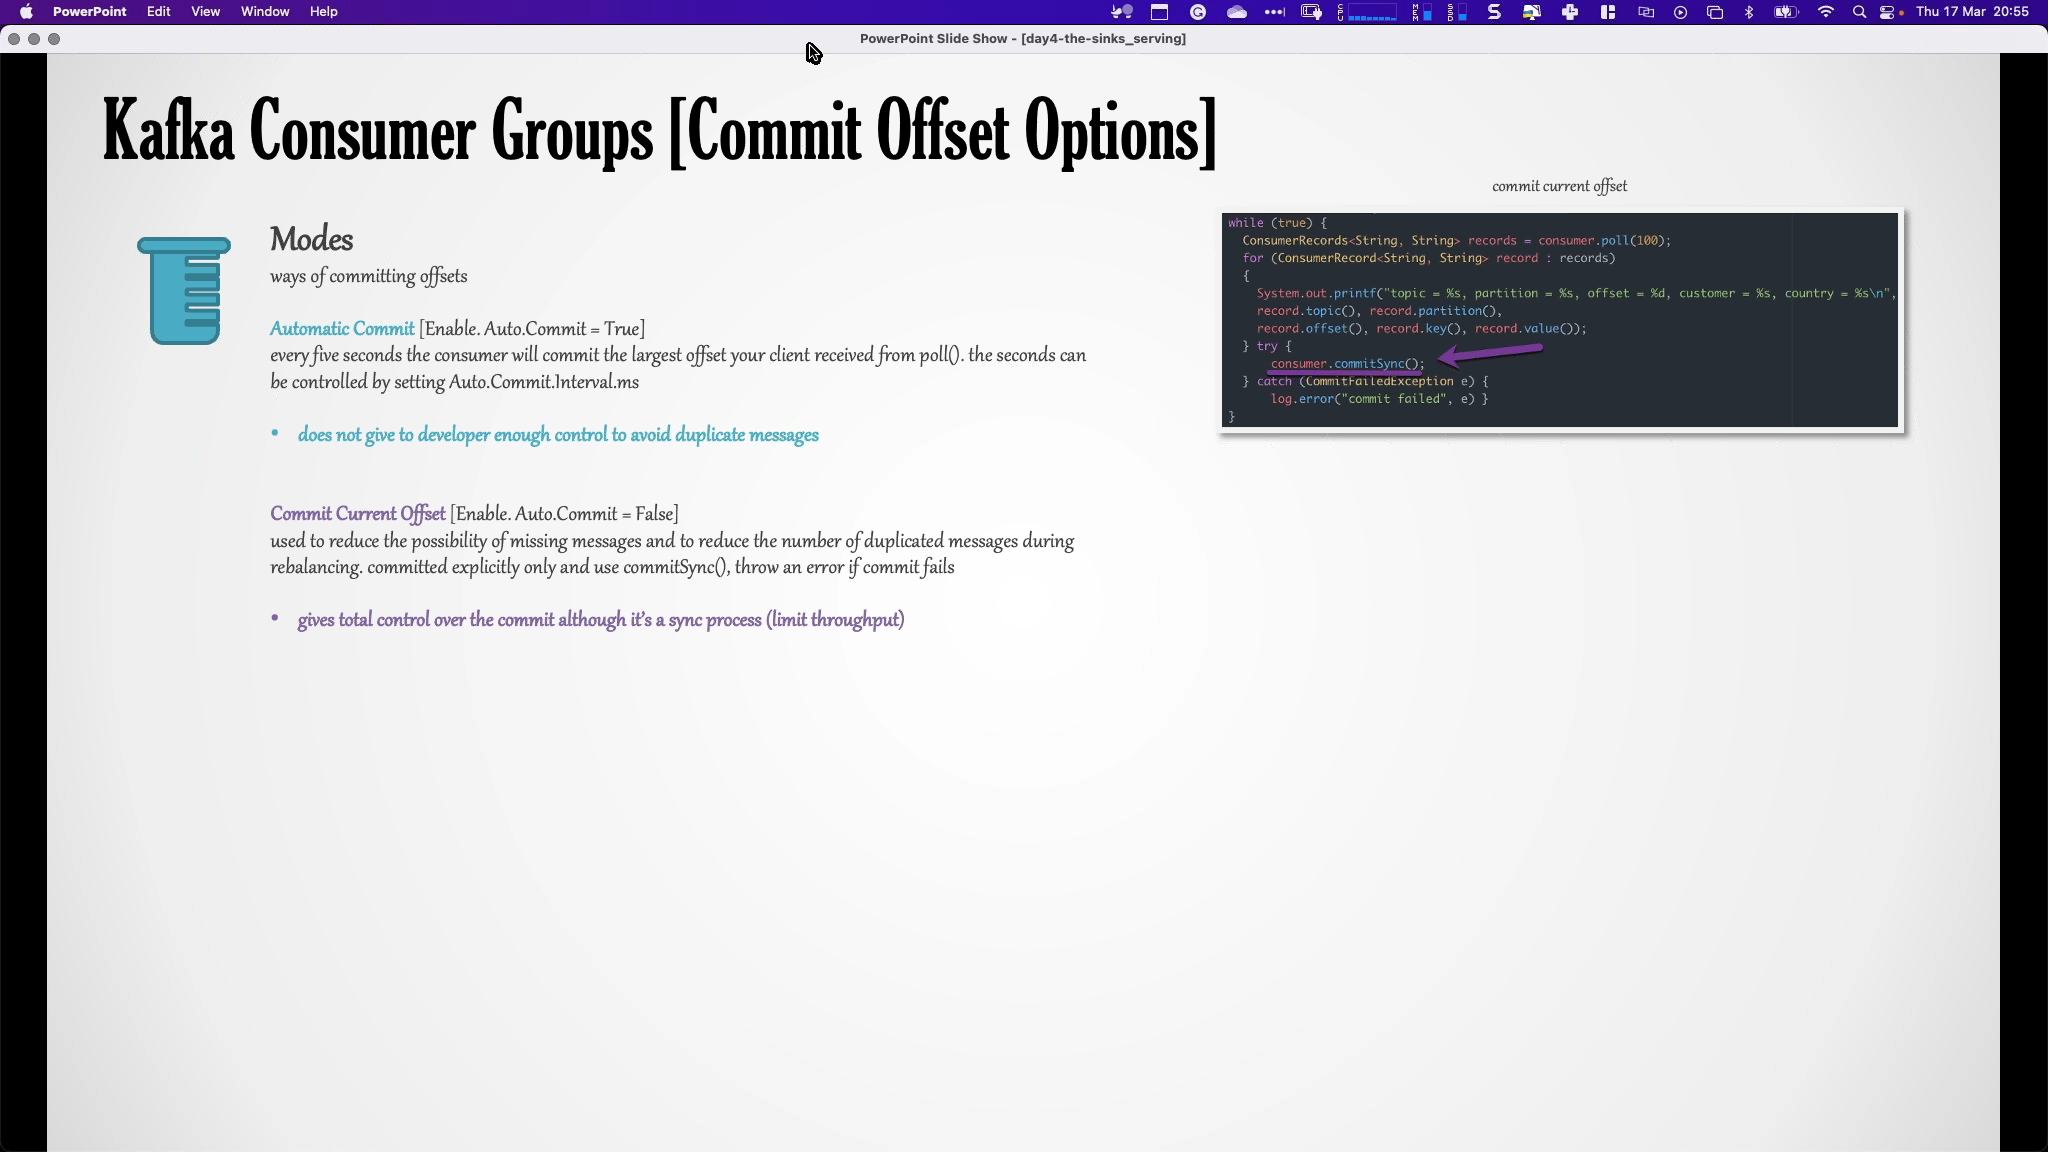 PowerPoint Edit View Window Help
CPU MEM SSD Thu 17 Mar 20:55
PowerPoint Slide Show - [day4-the-sinks_serving]
Kafka Consumer Groups [Commit Offset Options]
Modes
ways of committing offsets
Automatic Commit [Enable. Auto.Commit = True]
every five seconds the consumer will commit the largest offset your client received from poll(). the seconds can
be controlled by setting Auto.Commit.Interval.ms
• does not give to developer enough control to avoid duplicate messages
Commit Current Offset [Enable. Auto.Commit = False]
used to reduce the possibility of missing messages and to reduce the number of duplicated messages during
rebalancing. committed explicitly only and use commitSync(), throw an error if commit fails
• gives total control over the commit although it's a sync process (limit throughput)
commit current offset
while (true) {
ConsumerRecords<String, String> records = consumer.poll(100);
for (ConsumerRecord<String, String> record : records)
{
System.out.printf("topic = %s, partition = %s, offset = %d, customer = %s, country = %s\n",
record.topic(), record.partition(),
record.offset(), record.key(), record.value());
} try {
consumer.commitSync();
} catch (CommitFailedException e) {
log.error("commit failed", e) }
}